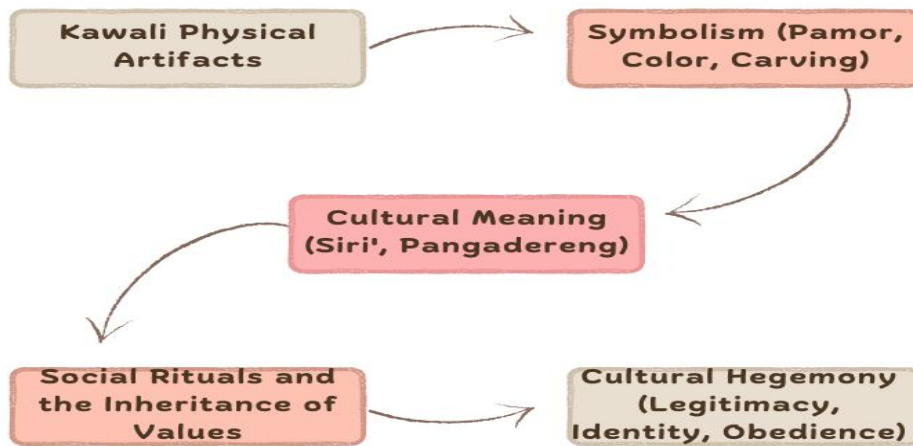 Kawali Physical
Artifacts
Symbolism (Pamor,
Color, Carving)
Cultural Meaning
(Siri', Pangadereng)
Social Rituals and
the Inheritance of
Values
Cultural Hegemony
(Legitimacy,
Identity, Obedience)